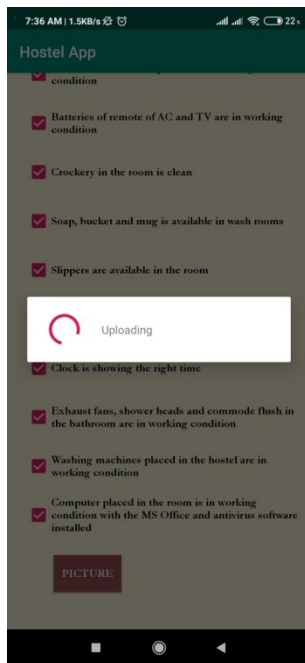 7:36 AM | 1.5KB/s
22
Hostel App
condition
Batteries of remote of AC and TV are in working
condition
Crockery in the room is clean
Soap, bucket and mug is available in wash rooms
Slippers are available in the room
Uploading
Clock is showing the right time
Exhaust fans, shower heads and commode flush in
the bathroom are in working condition
Washing machines placed in the hostel are in
working condition
Computer placed in the room is in working
condition with the MS Office and antivirus software
installed
PICTURE